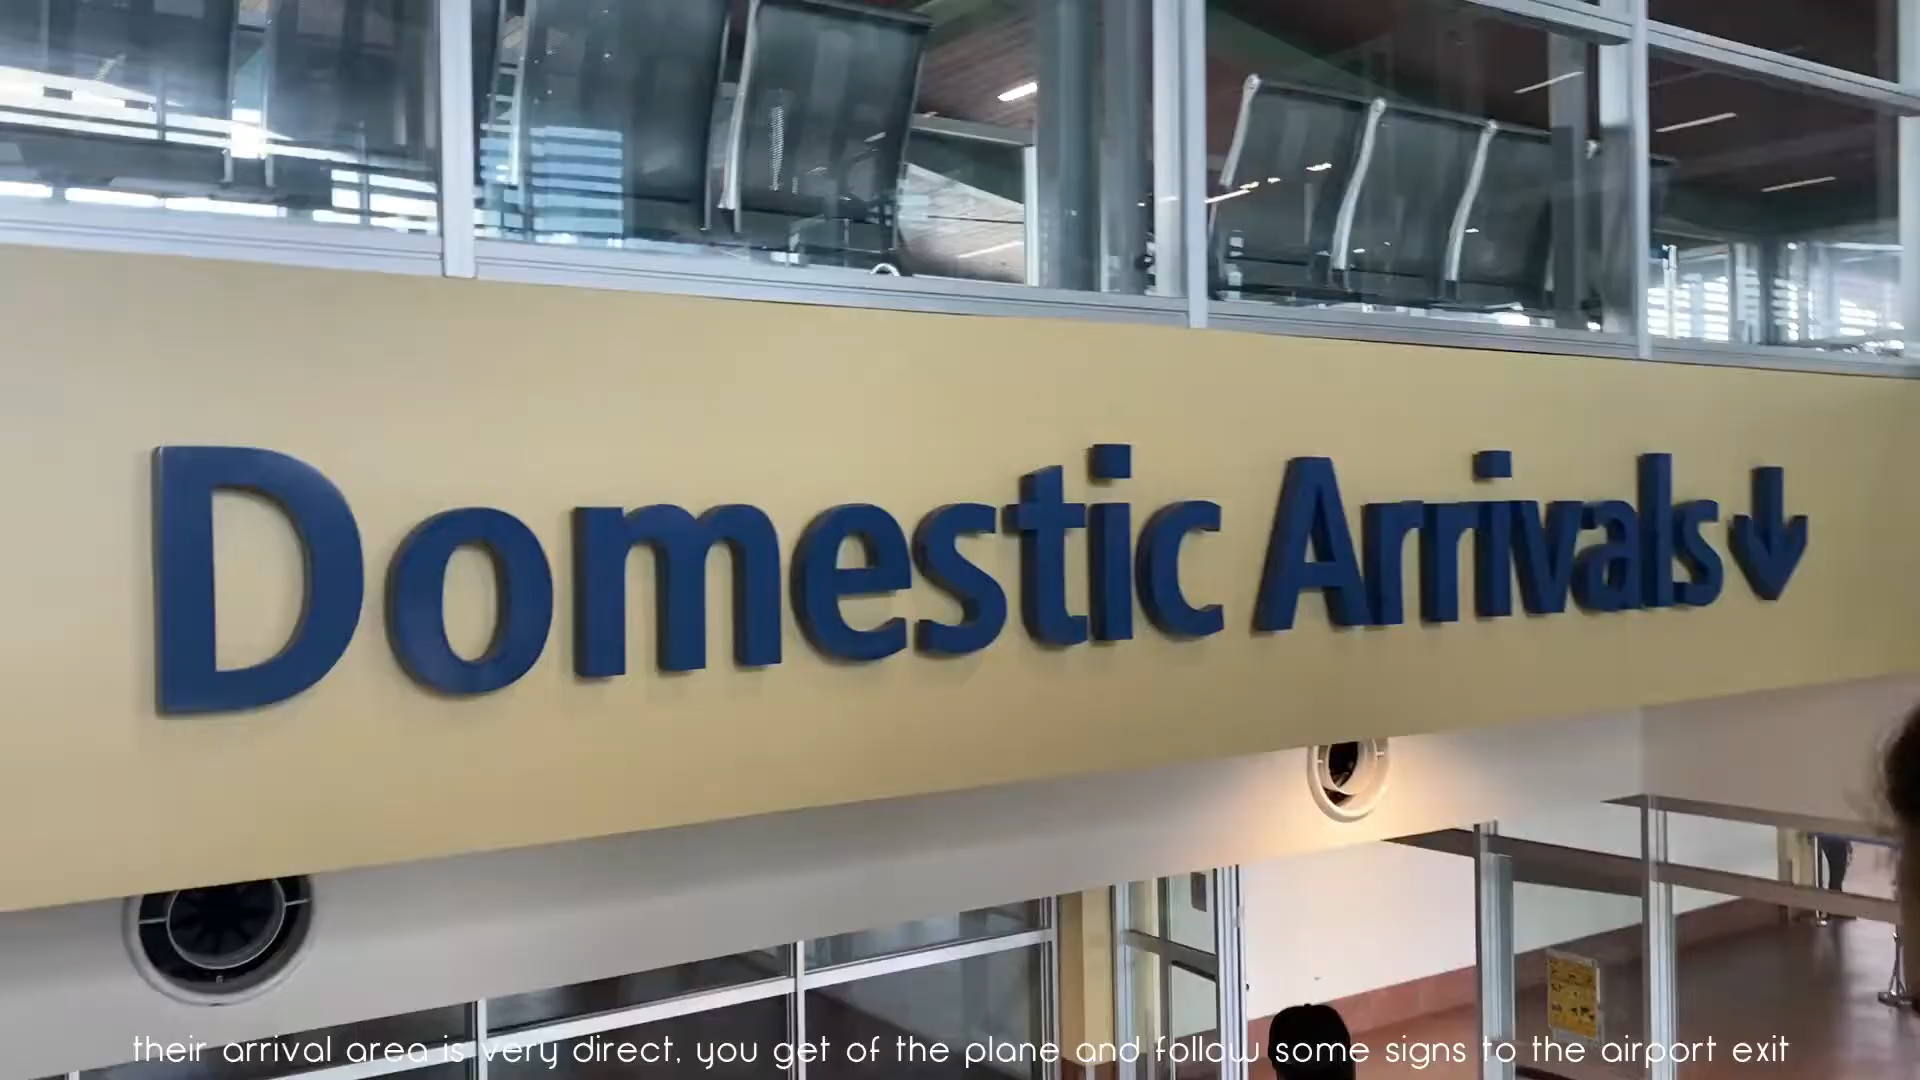 Domestic Arrivals↓
their arrival area is very direct, you get of the plane and follow some signs to the airport exit